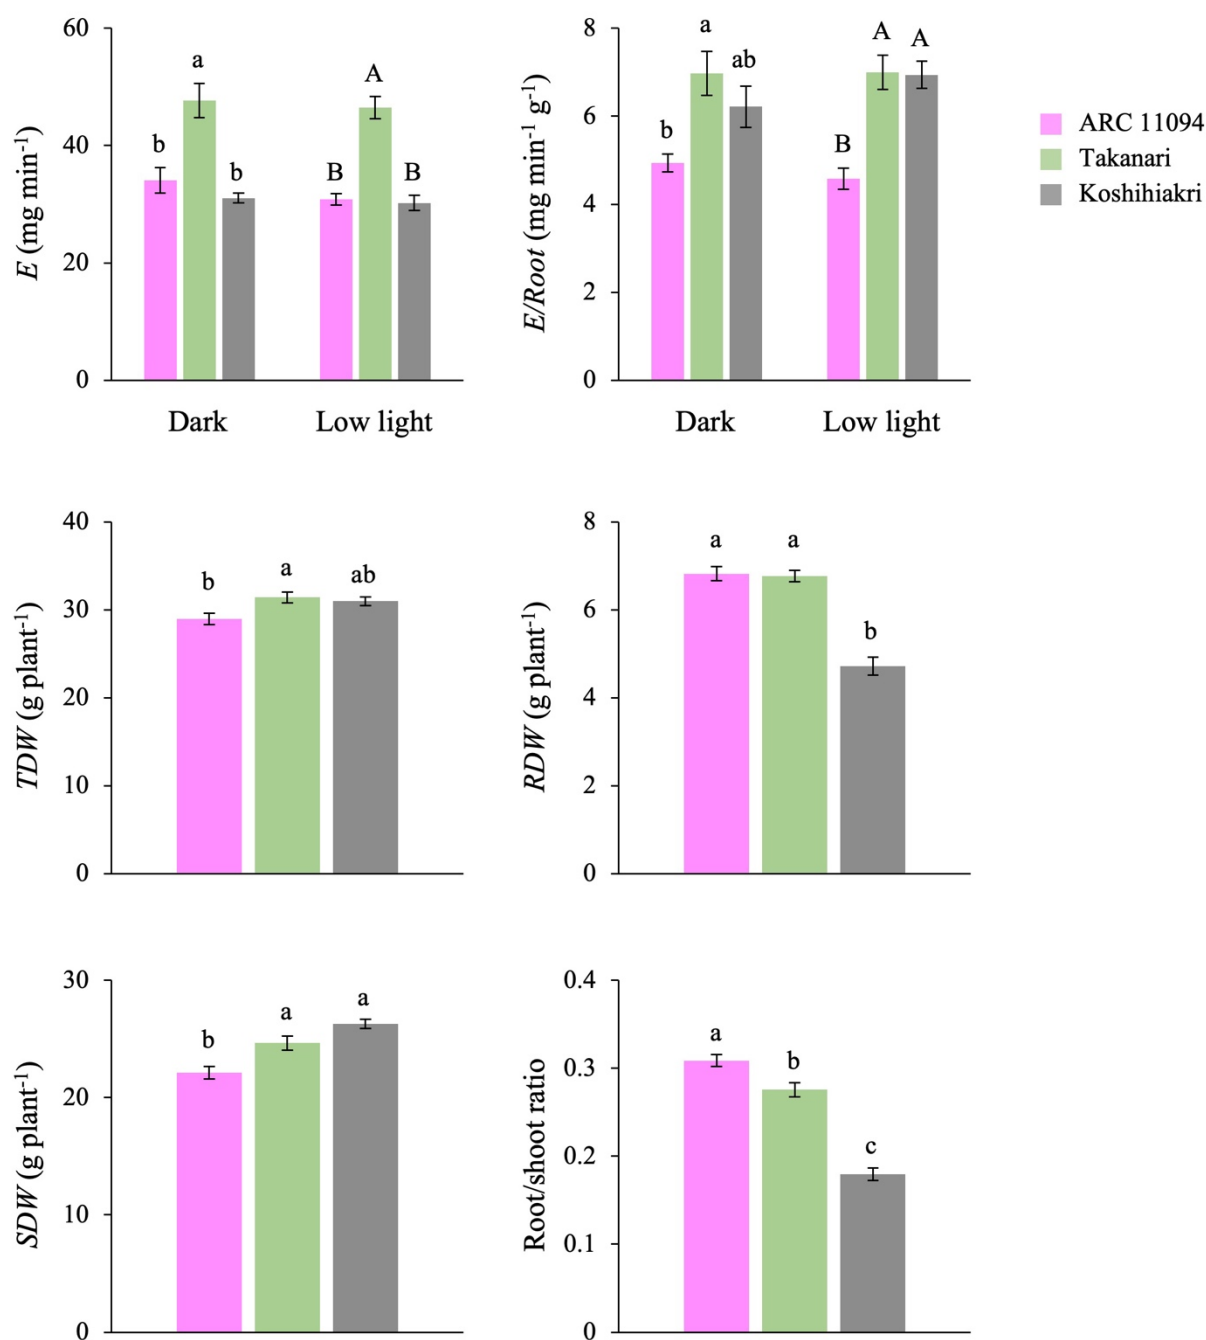 60
40
20
0
E (mg min⁻¹)
b
a
b
B
A
B
Dark
Low light
8
6
4
2
0
E/Root (mg min⁻¹ g⁻¹)
b
a
ab
B
A
A
Dark
Low light
ARC 11094
Takanari
Koshihiakri
40
30
20
10
0
TDW (g plant⁻¹)
b
a
ab
8
6
4
2
0
RDW (g plant⁻¹)
a
a
b
30
20
10
0
SDW (g plant⁻¹)
b
a
a
0.4
0.3
0.2
0.1
0
Root/shoot ratio
a
b
c